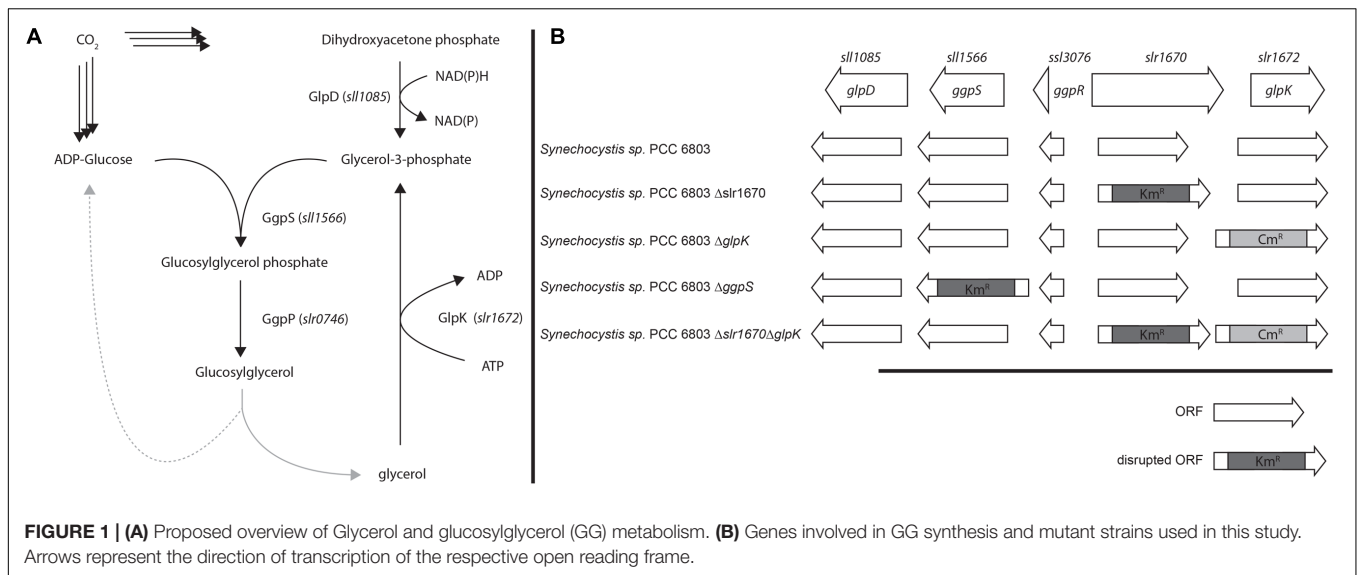 A
CO2
Dihydroxyacetone phosphate
NAD(P)H
GlpD (sll1085)
NAD(P)
ADP-Glucose
Glycerol-3-phosphate
GgpS (sll1566)
Glucosylglycerol phosphate
ADP
GgpP (slr0746)
GlpK (slr1672)
ATP
Glucosylglycerol
glycerol
B
sll1085 sll1566 ssl3076 slr1670 slr1672
glpD ggpS ggpR glpK
Synechocystis sp. PCC 6803
Synechocystis sp. PCC 6803 Δslr1670 KmR
Synechocystis sp. PCC 6803 ΔglpK CmR
Synechocystis sp. PCC 6803 ΔggpS KmR
Synechocystis sp. PCC 6803 Δslr1670ΔglpK KmR CmR
ORF
disrupted ORF KmR
FIGURE 1 | (A) Proposed overview of Glycerol and glucosylglycerol (GG) metabolism. (B) Genes involved in GG synthesis and mutant strains used in this study.
Arrows represent the direction of transcription of the respective open reading frame.